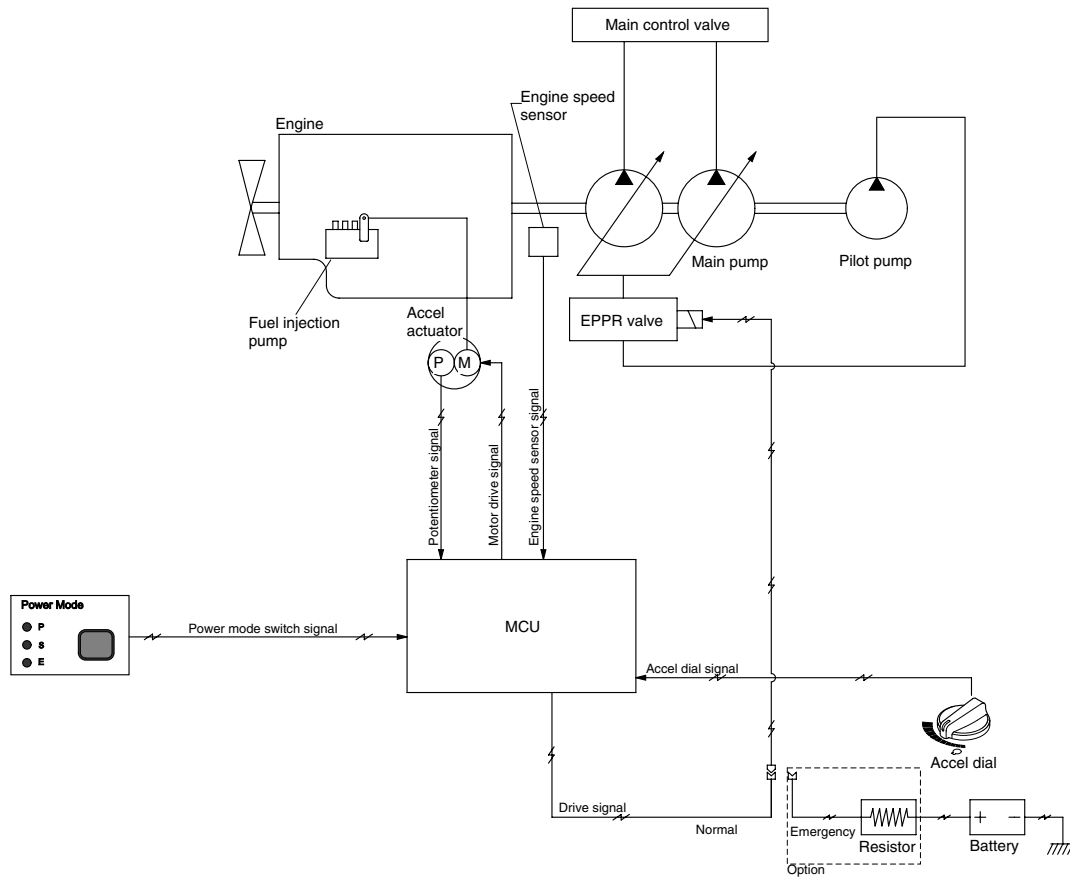 Main control valve
Engine speed
sensor
Engine
Main pump
Pilot pump
Fuel injection
pump
Accel
actuator
EPPR valve
P
M
Potentiometer signal
Motor drive signal
Engine speed sensor signal
Power Mode
P
S
E
Power mode switch signal
MCU
Accel dial signal
Accel dial
Drive signal
Normal
Emergency
Resistor
+
-
Battery
Option